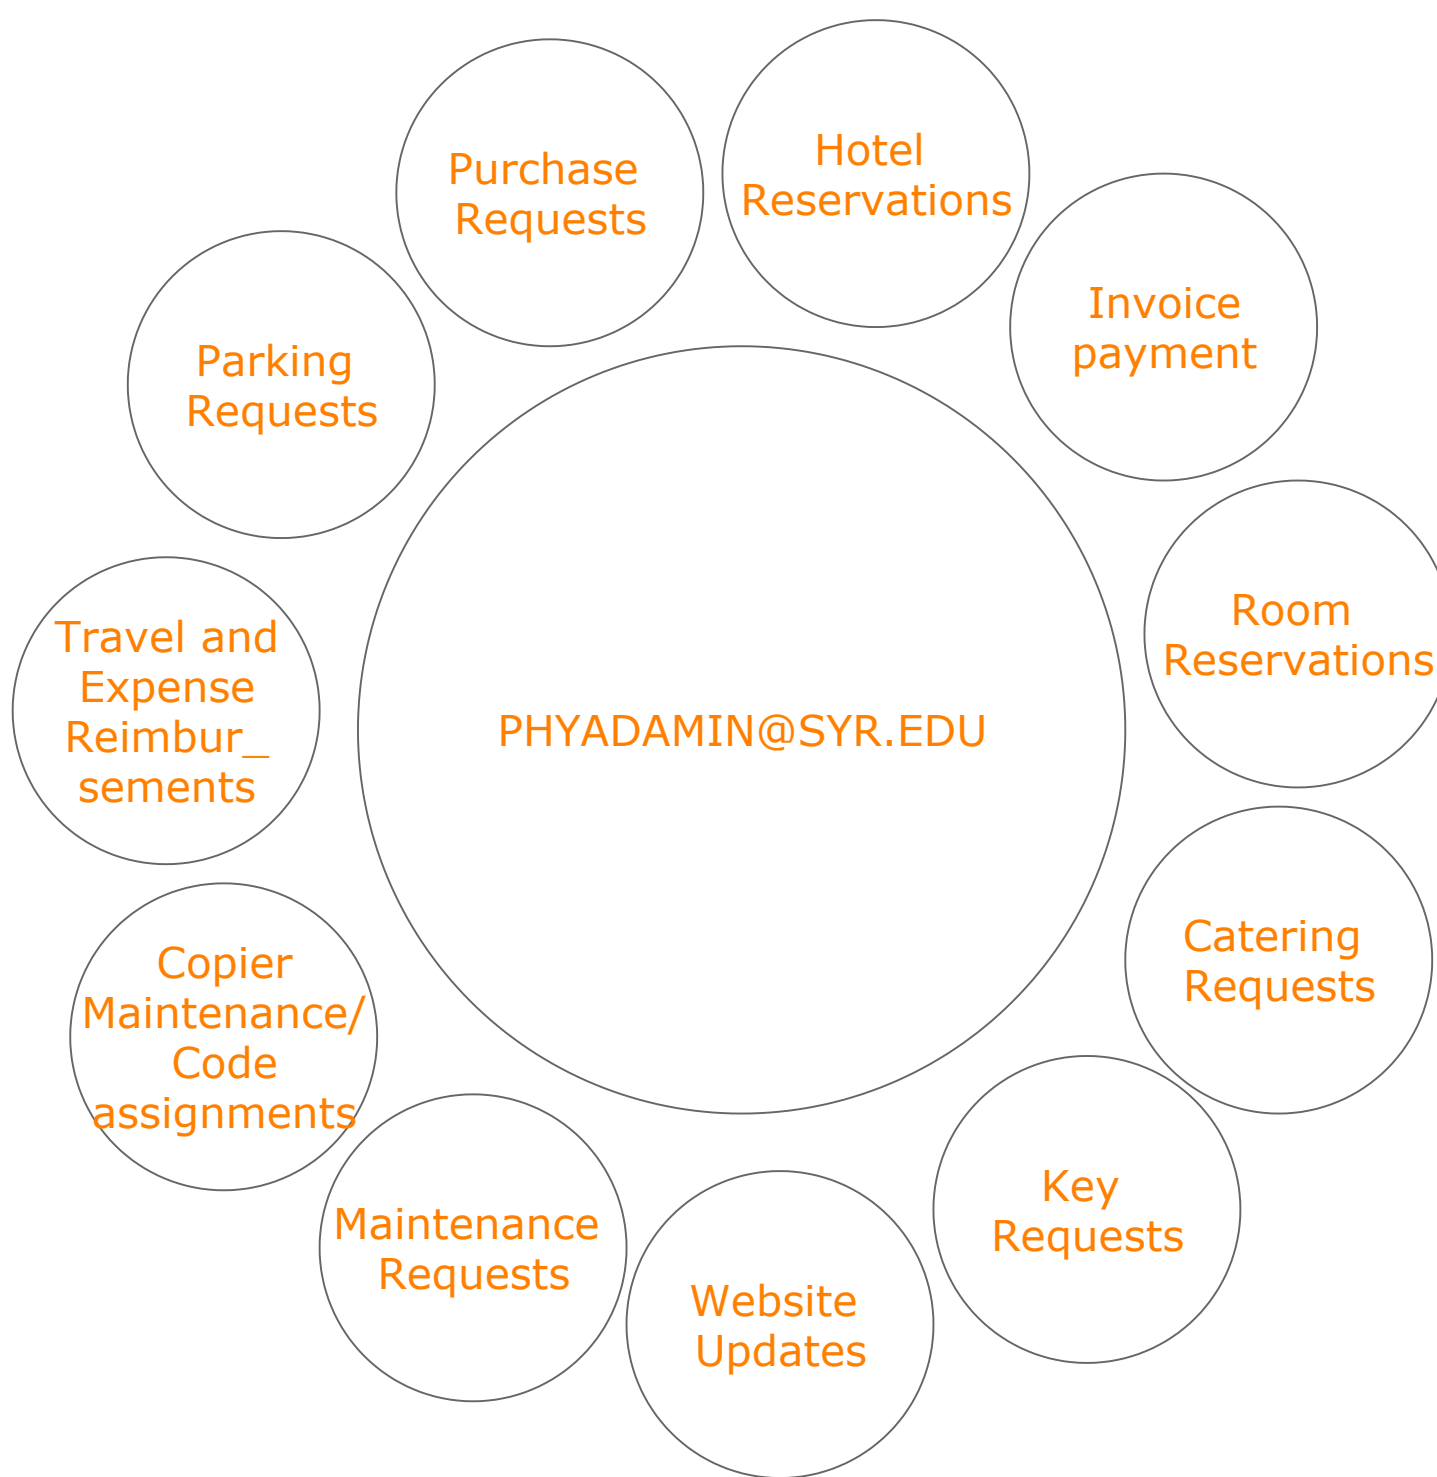 Hotel
Reservations
Purchase
Requests
Invoice
payment
Parking
Requests
Room
Reservations
Travel and
Expense
Reimbur_
sements
PHYADAMIN@SYR.EDU
Catering
Requests
Copier
Maintenance/
Code
assignments
Key
Requests
Maintenance
Requests
Website
Updates